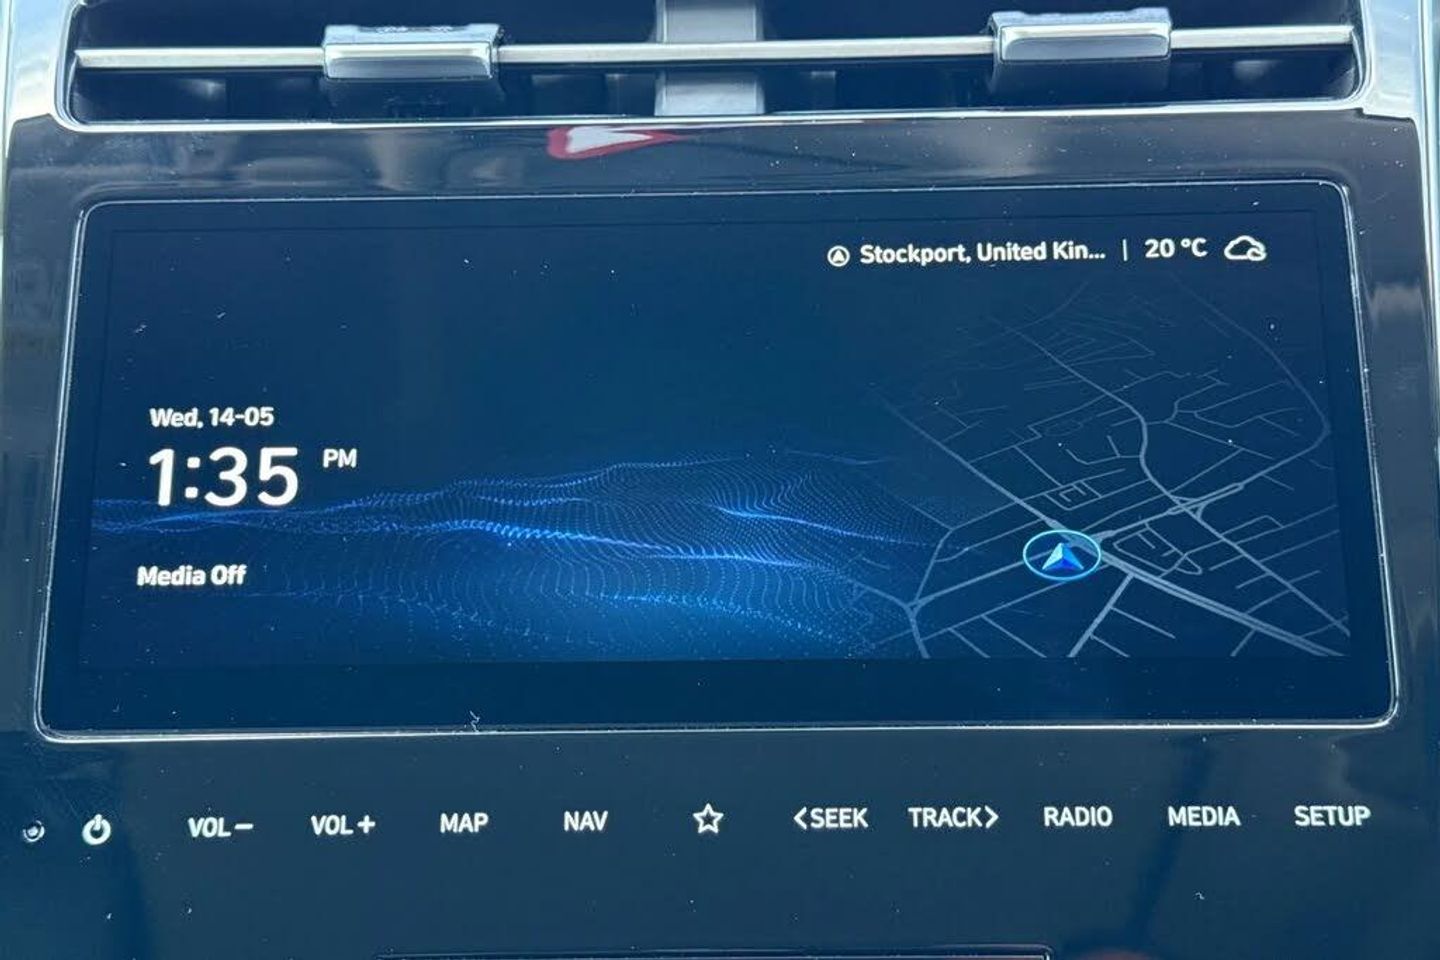 Stockport, United Kin... | 20 °C
Wed, 14-05
1:35 PM
Media Off
VOL− VOL+ MAP NAV <SEEK TRACK> RADIO MEDIA SETUP